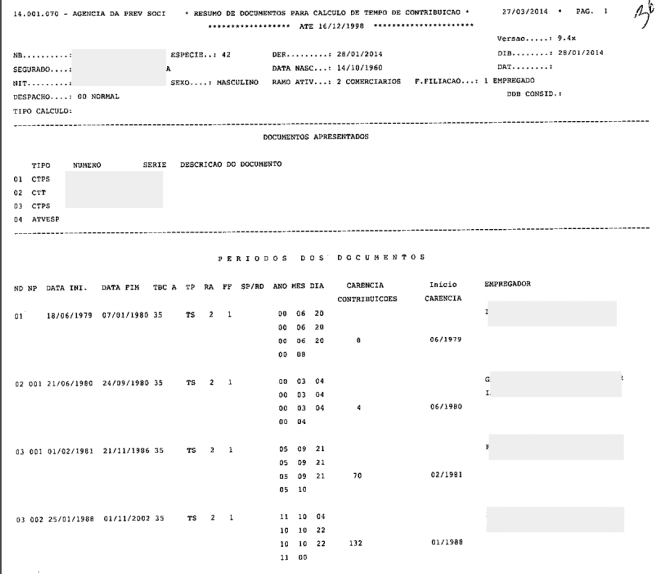 14.001.070 - AGENCIA DA PREV SOCI * RESUMO DE DOCUMENTOS PARA CALCULO DE TEMPO DE CONTRIBUICAO * 27/03/2014 * PAG. 1
****************** ATE 16/12/1998 **********************
Versao.....: 9.4x
NB.........: ESPECIE..: 42 DER........: 28/01/2014 DIB........: 28/01/2014
SEGURADO...: A DATA NASC..: 14/10/1960 DAT.......:
NIT........: SEXO....: MASCULINO RAMO ATIV...: 2 COMERCIARIOS F.FILIACAO...: 1 EMPREGADO
DESPACHO....: 00 NORMAL DDB CONSID.:
TIPO CALCULO:
DOCUMENTOS APRESENTADOS
TIPO NUMERO SERIE DESCRICAO DO DOCUMENTO
01 CTPS
02 CTT
03 CTPS
04 ATVESP
PERIODOS DOS DOCUMENTOS
ND NP DATA INI. DATA FIM TBC A TP RA FF SP/RD ANO MES DIA CARENCIA Inicio EMPREGADOR
CONTRIBUICOES CARENCIA
01 18/06/1979 07/01/1980 35 TS 2 1 00 06 20
00 06 20
00 06 20 8 06/1979
00 08
02 001 21/06/1980 24/09/1980 35 TS 2 1 00 03 04 G
00 03 04
00 03 04 4 06/1980
00 04
03 001 01/02/1981 21/11/1986 35 TS 2 1 05 09 21
05 09 21
05 09 21 70 02/1981
05 10
03 002 25/01/1988 01/11/2002 35 TS 2 1 11 10 04
10 10 22
10 10 22 132 01/1988
11 00